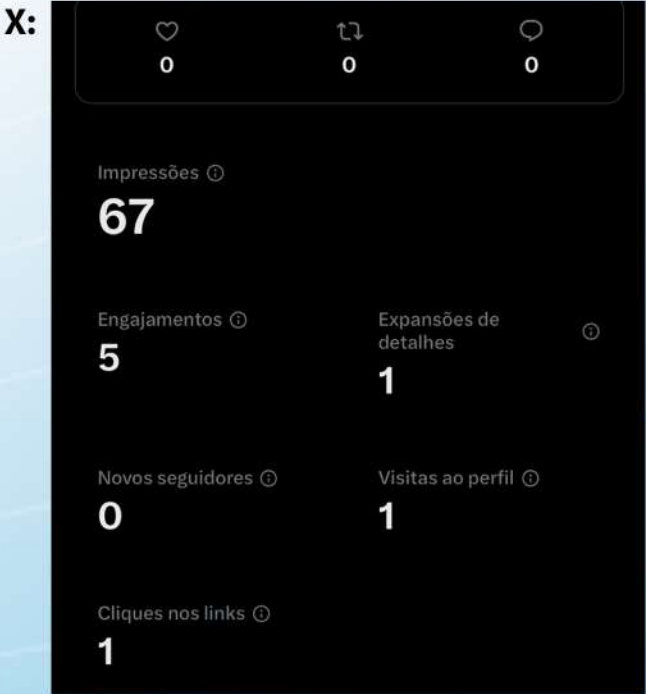 X:
0 0 0
Impressões
67
Engajamentos
5
Expansões de
detalhes
1
Novos seguidores
0
Visitas ao perfil
1
Cliques nos links
1